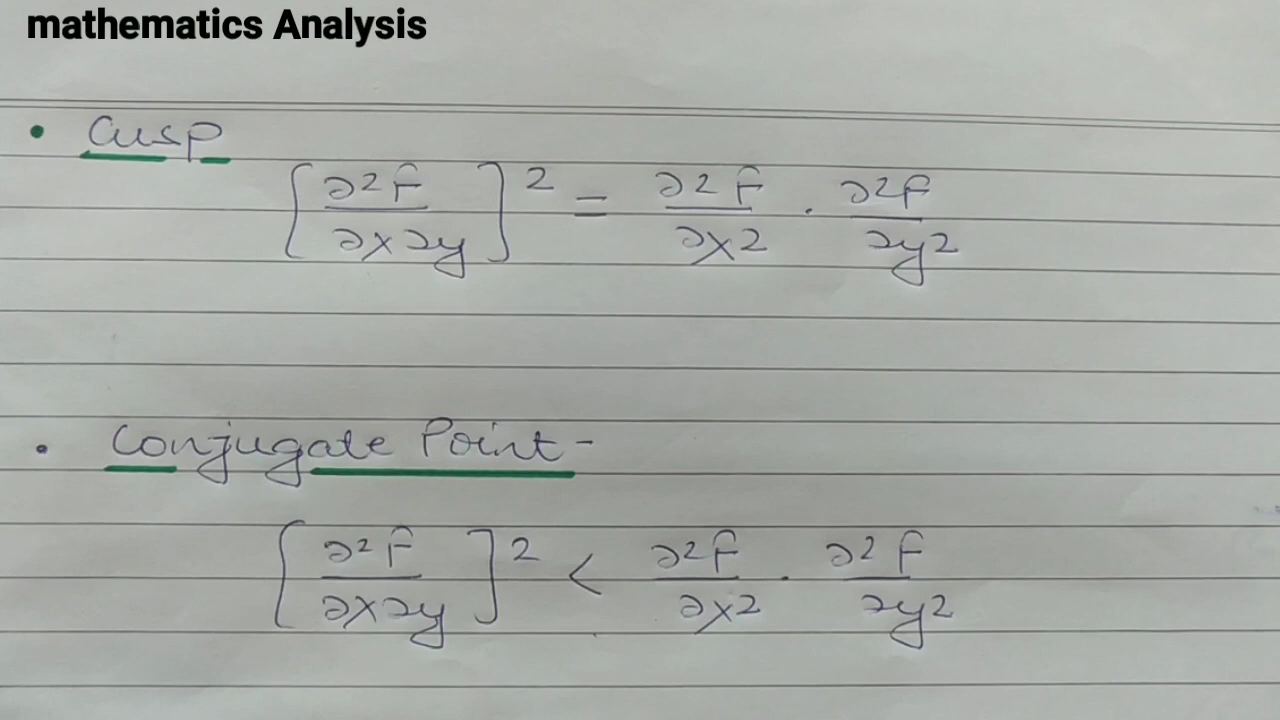 mathematics Analysis
• Cusp
[∂²F/∂x∂y]² = ∂²F/∂x² . ∂²F/∂y²
• Conjugate Point -
[∂²F/∂x∂y]² < ∂²F/∂x² . ∂²F/∂y²